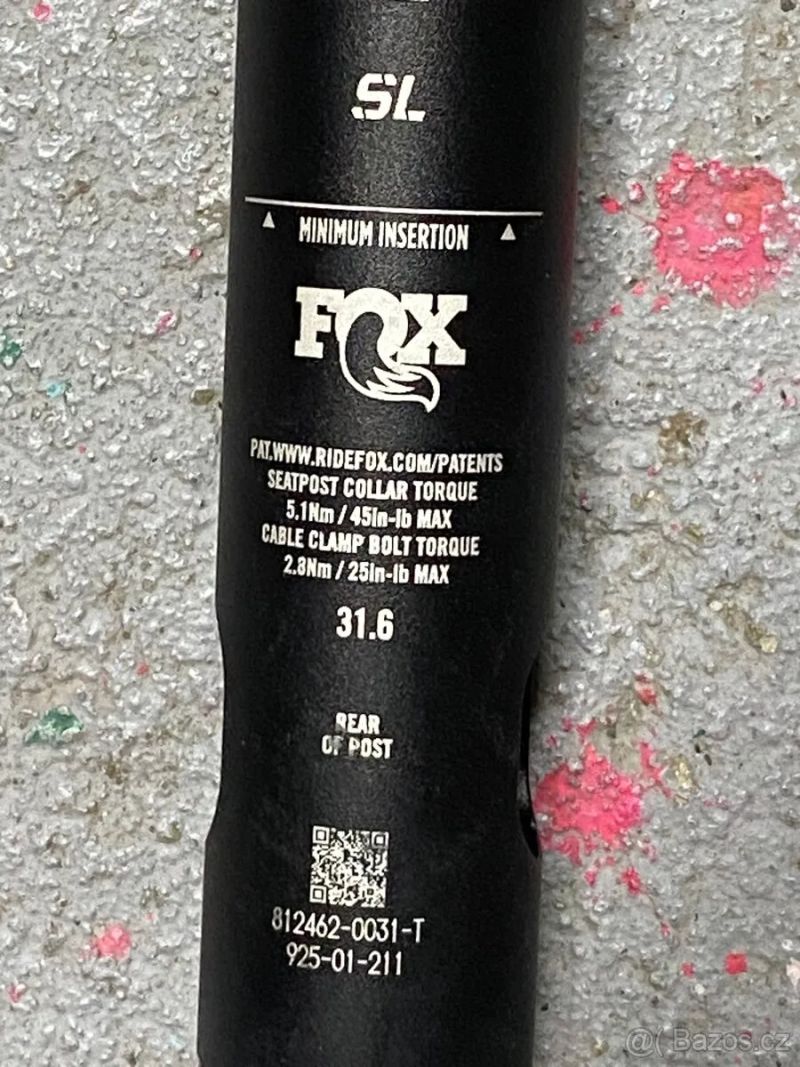 SL
MINIMUM INSERTION
FOX
PAT.WWW.RIDEFOX.COM/PATENTS
SEATPOST COLLAR TORQUE
5.1Nm / 45in-lb MAX
CABLE CLAMP BOLT TORQUE
2.8Nm / 25in-lb MAX
31.6
REAR
OF POST
812462-0031-T
925-01-211
@( Bazos.cz